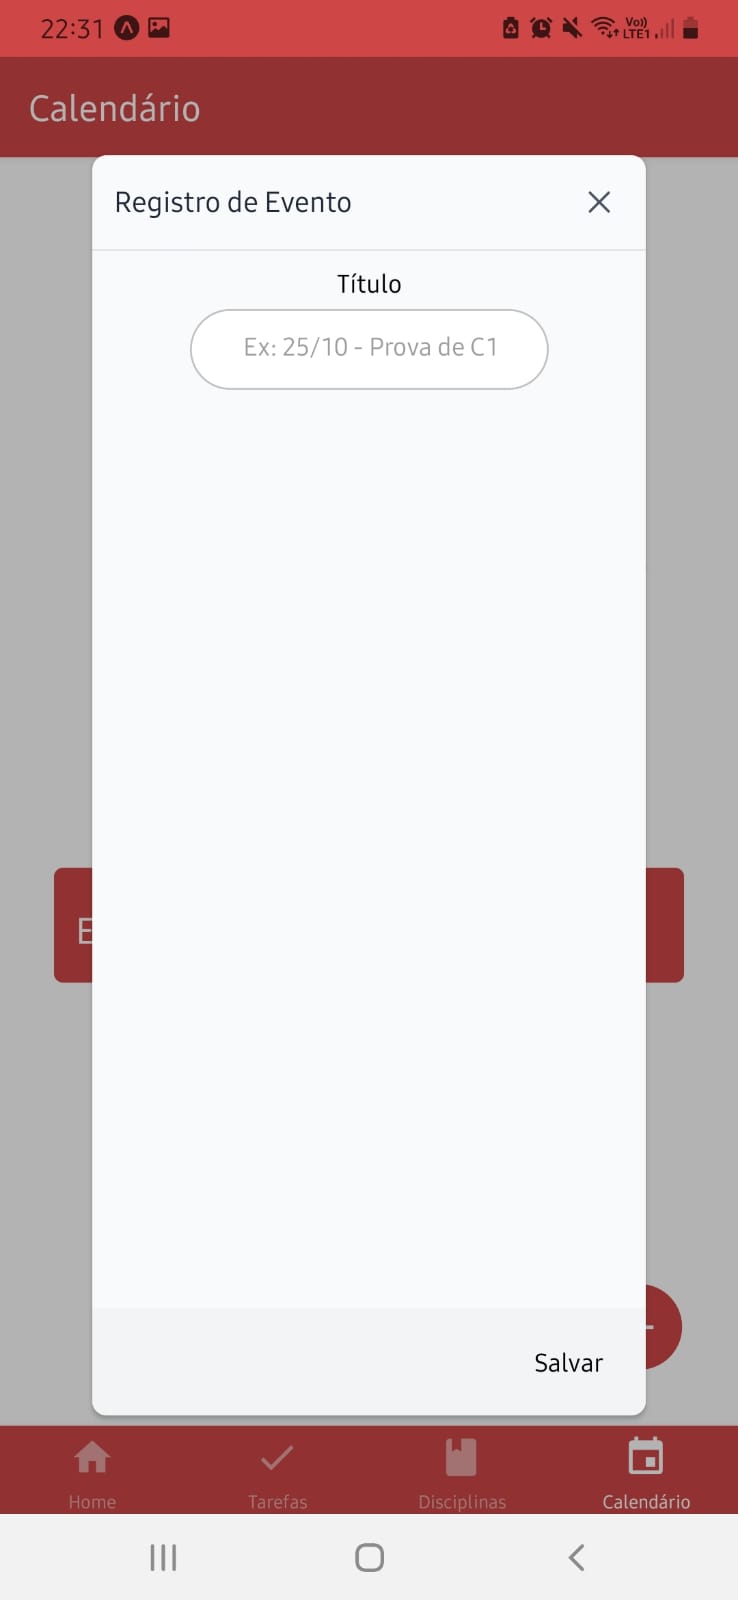 22:31
Vo))
LTE1
Calendário
Registro de Evento
Título
Ex: 25/10 - Prova de C1
E
Salvar
Home
Tarefas
Disciplinas
Calendário